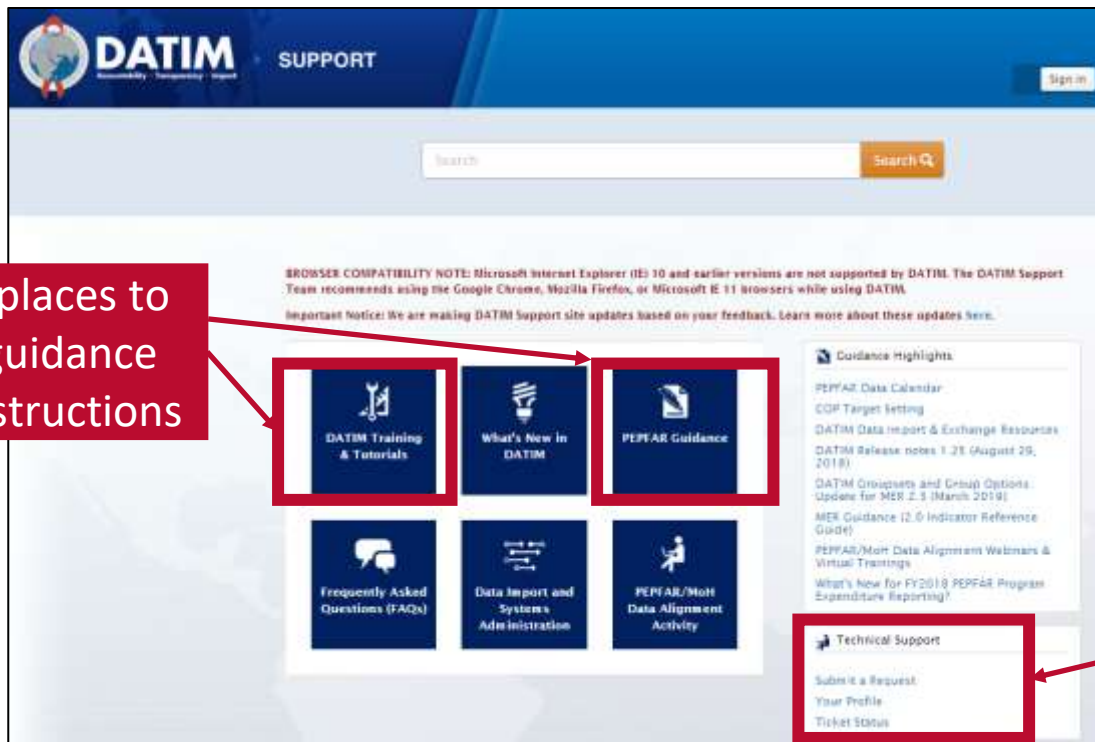 DATIM
Accountability · Transparency · Impact
SUPPORT
Sign in
Search
Search
places to
guidance
structions
BROWSER COMPATIBILITY NOTE: Microsoft Internet Explorer (IE) 10 and earlier versions are not supported by DATIM. The DATIM Support
Team recommends using the Google Chrome, Mozilla Firefox, or Microsoft IE 11 browsers while using DATIM.
Important Notice: We are making DATIM Support site updates based on your feedback. Learn more about these updates here.
DATIM Training
& Tutorials
What's New in
DATIM
PEPFAR Guidance
Frequently Asked
Questions (FAQs)
Data Import and
Systems
Administration
PEPFAR/MoH
Data Alignment
Activity
Guidance Highlights
PEPFAR Data Calendar
COP Target Setting
DATIM Data Import & Exchange Resources
DATIM Release notes 1.25 (August 29,
2018)
DATIM Groupsets and Group Options:
Update for MER 2.3 (March 2019)
MER Guidance (2.0 Indicator Reference
Guide)
PEPFAR/MoH Data Alignment Webinars &
Virtual Trainings
What's New for FY2018 PEPFAR Program
Expenditure Reporting?
Technical Support
Submit a Request
Your Profile
Ticket Status